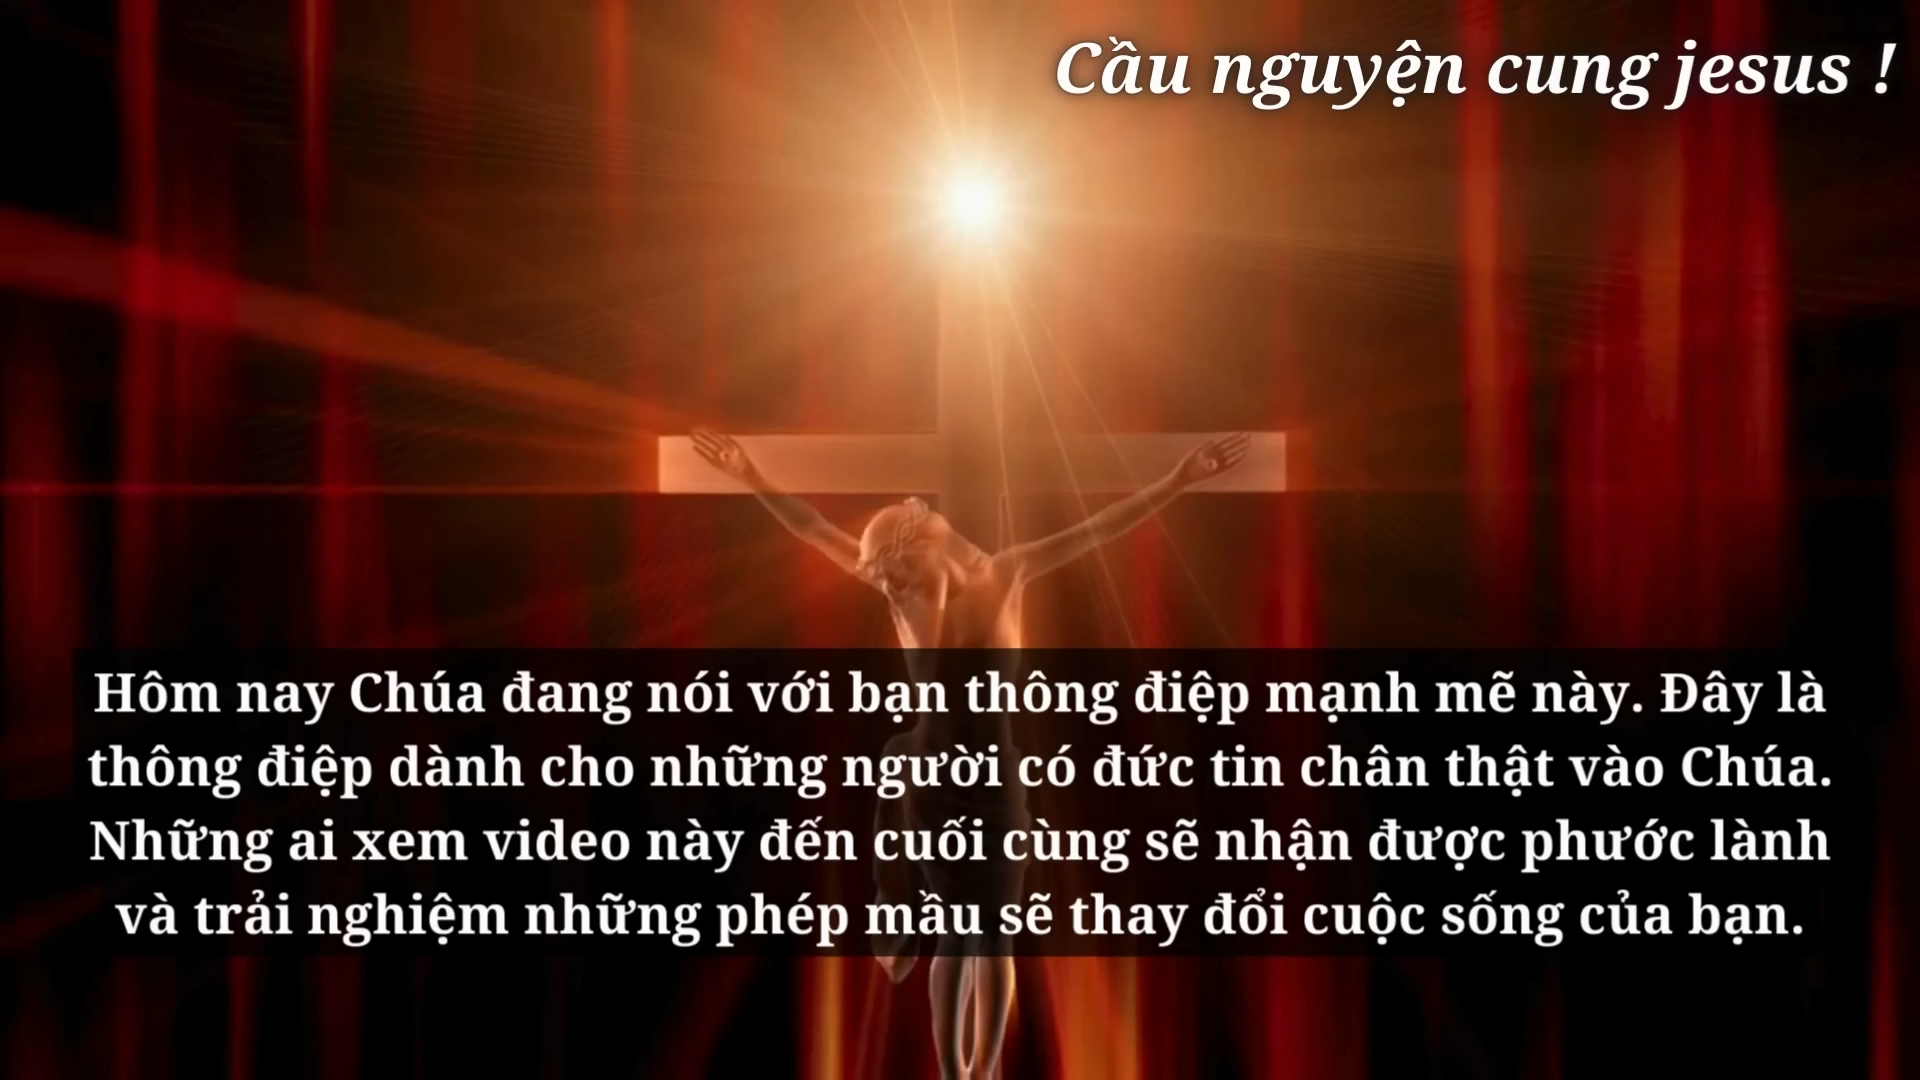 Cầu nguyện cung jesus !
Hôm nay Chúa đang nói với bạn thông điệp mạnh mẽ này. Đây là
thông điệp dành cho những người có đức tin chân thật vào Chúa.
Những ai xem video này đến cuối cùng sẽ nhận được phước lành
và trải nghiệm những phép mầu sẽ thay đổi cuộc sống của bạn.